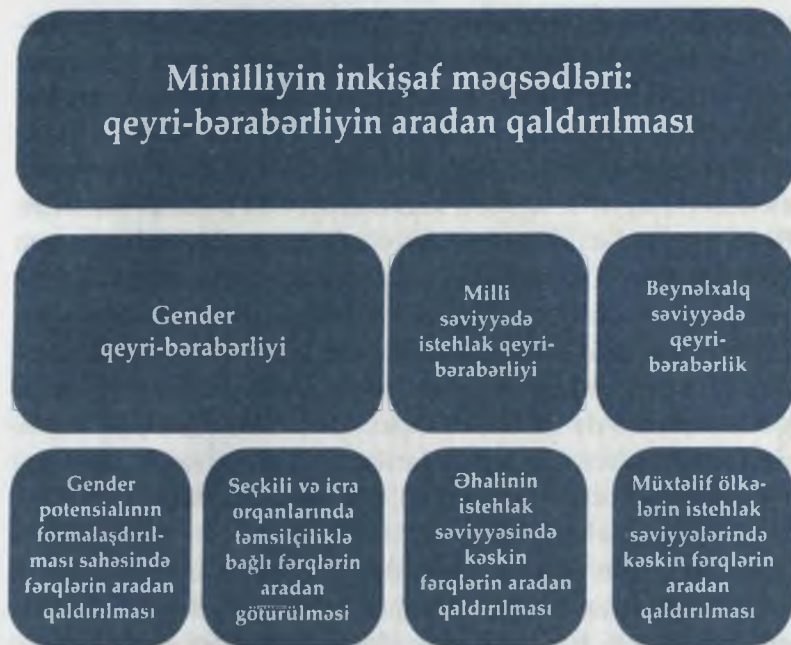 Minilliyin inkişaf məqsədləri:
qeyri-bərabərliyin aradan qaldırılması
Gender
qeyri-bərabərliyi
Milli
səviyyədə
istehlak qeyri-
bərabərliyi
Beynəlxalq
səviyyədə
qeyri-
bərabərlik
Gender
potensialının
formalaşdırıl-
ması sahəsində
fərqlərin aradan
qaldırılması
Seçkili və icra
orqanlarında
təmsilçiliklə
bağlı fərqlərin
aradan
götürülməsi
Əhalinin
istehlak
səviyyəsində
kəskin
fərqlərin aradan
qaldırılması
Müxtəlif ölkə-
lərin istehlak
səviyyələrində
kəskin fərqlərin
aradan
qaldırılması